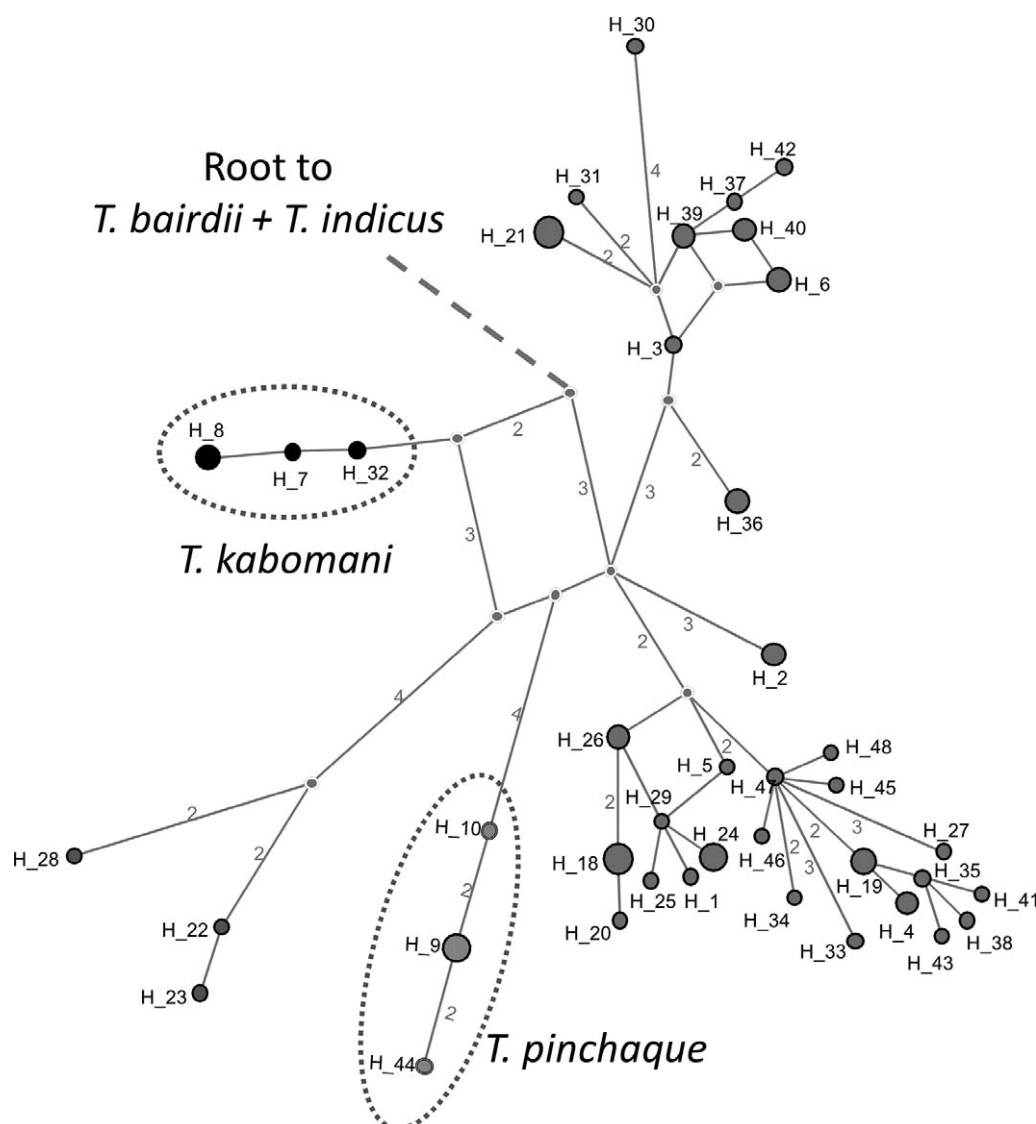 H_30
4
H_42
H_31
H_37
Root to
T. bairdii + T. indicus
H_39
H_40
H_21
2
2
H_6
H_3
H_8
2
2
H_7
H_32
H_36
3
3
3
T. kabomani
3
H_2
2
4
4
H_26
2
H_5
H_48
H_47
H_45
H_29
2
H_24
2
3
H_27
2
H_10
H_28
H_46
2
H_35
H_18
3
H_19
H_41
2
H_25
H_1
2
H_34
H_4
H_22
H_20
H_38
H_9
H_33
H_43
H_23
2
T. pinchaque
H_44